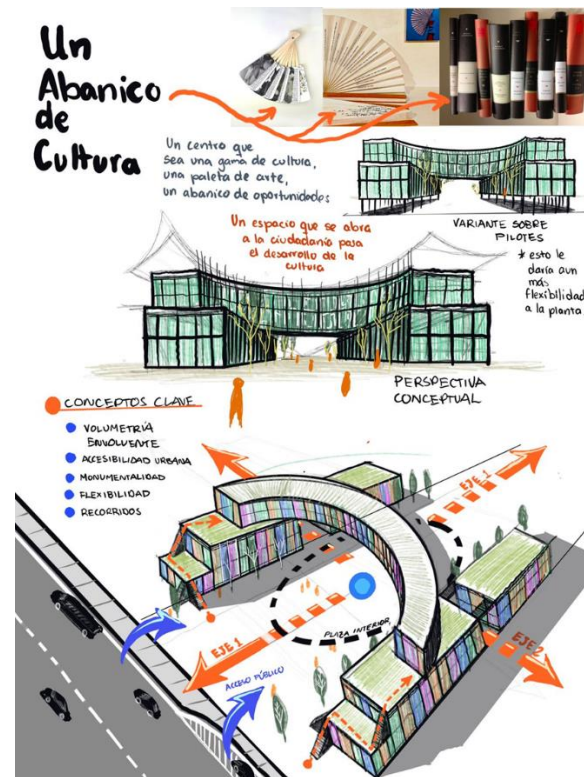 Un
Abanico
de
Cultura
Un centro que
sea una gama de cultura,
una paleta de arte,
un abanico de oportunidades
Un espacio que se abra
a la ciudadanía para
el desarrollo de la
cultura
VARIANTE SOBRE
PILOTES
* esto le
daría aun
más
flexibilidad
a la planta.
PERSPECTIVA
CONCEPTUAL
CONCEPTOS CLAVE
VOLUMETRÍA
ENVOLVENTE
ACCESIBILIDAD URBANA
MONUMENTALIDAD
FLEXIBILIDAD
RECORRIDOS
EJE 1
PLAZA INTERIOR
EJE 1
EJE 2
ACCESO PÚBLICO